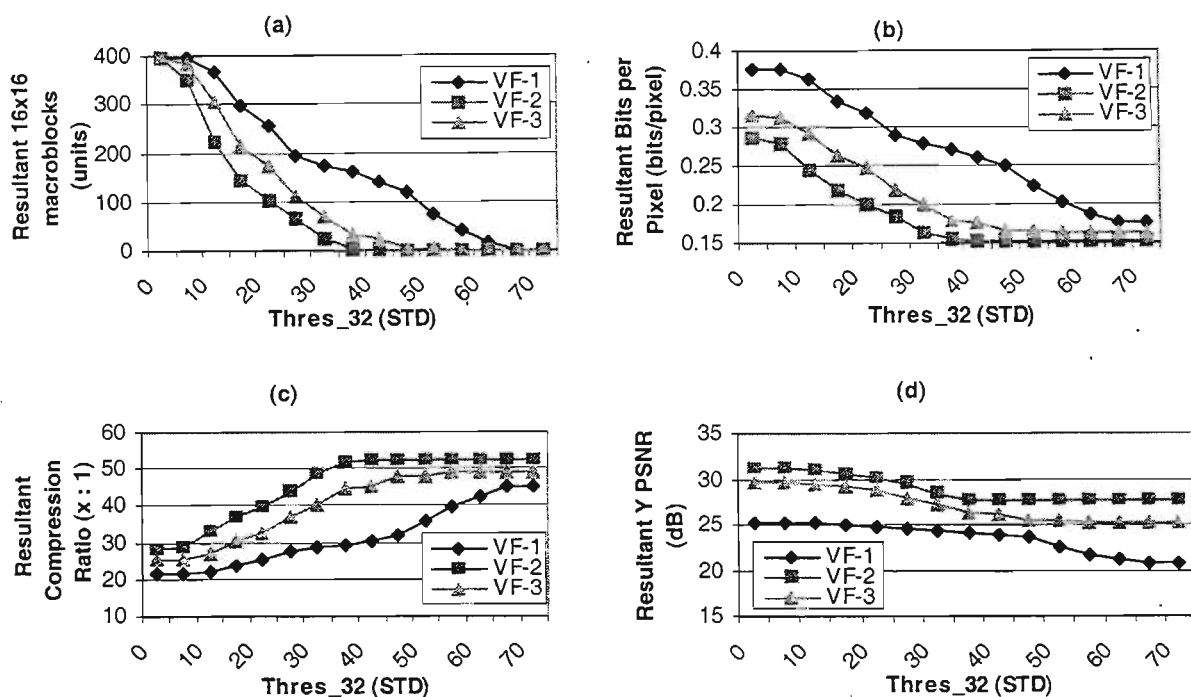 (a)
Resultant 16x16
macroblocks
(units)
400
300
200
100
0
VF-1
VF-2
VF-3
0
10
20
30
40
50
60
70
Thres_32 (STD)
(b)
Resultant Bits per
Pixel (bits/pixel)
0.4
0.35
0.3
0.25
0.2
0.15
VF-1
VF-2
VF-3
0
10
20
30
40
50
60
70
Thres_32 (STD)
(c)
Resultant
Compression
Ratio (x : 1)
60
50
40
30
20
10
VF-1
VF-2
VF-3
0
10
20
30
40
50
60
70
Thres_32 (STD)
(d)
Resultant Y PSNR
(dB)
35
30
25
20
15
VF-1
VF-2
VF-3
0
10
20
30
40
50
60
70
Thres_32 (STD)